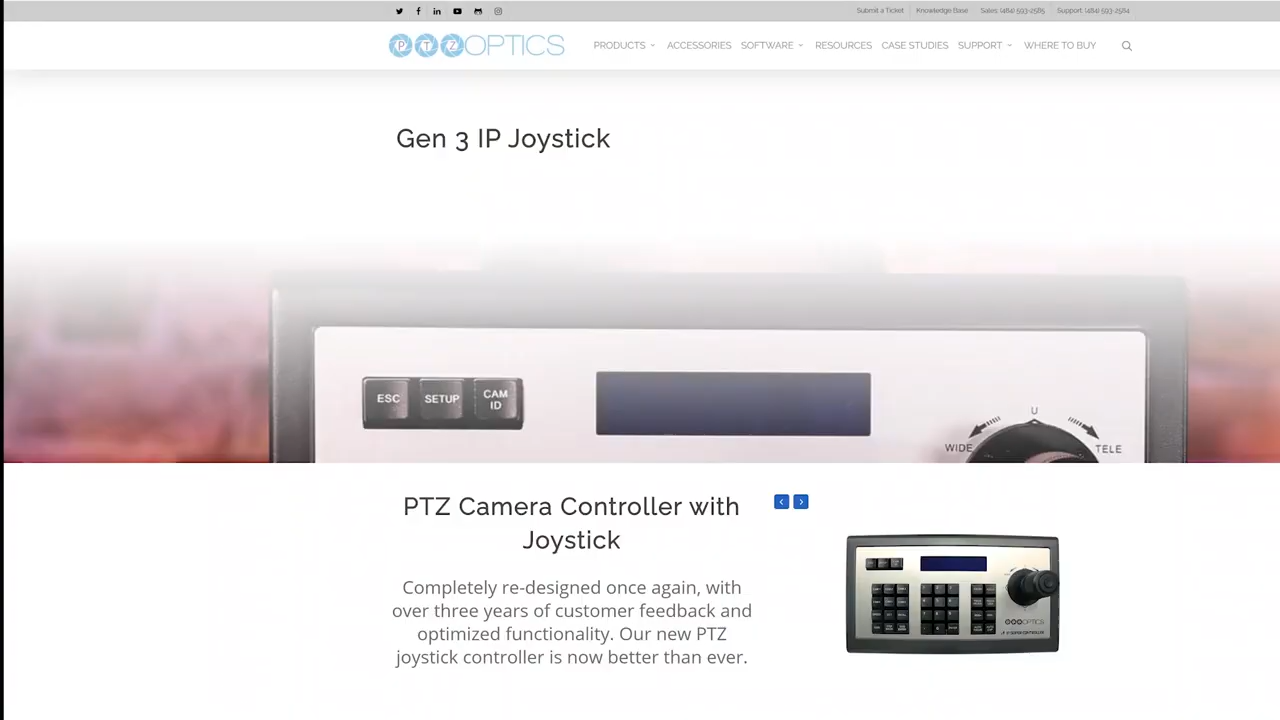 Submit a Ticket Knowledge Base Sales: (484) 593-2585 Support: (484) 593-2584
PTZOPTICS PRODUCTS ACCESSORIES SOFTWARE RESOURCES CASE STUDIES SUPPORT WHERE TO BUY
Gen 3 IP Joystick
ESC SETUP CAM ID
U
WIDE TELE
PTZ Camera Controller with
Joystick
Completely re-designed once again, with
over three years of customer feedback and
optimized functionality. Our new PTZ
joystick controller is now better than ever.